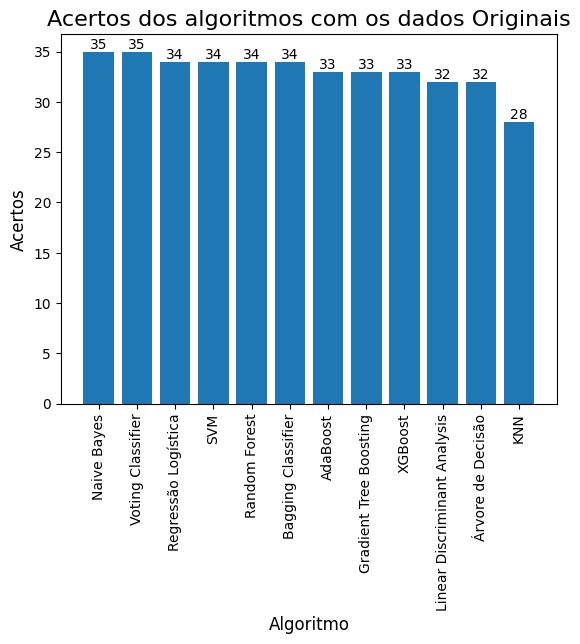 Acertos dos algoritmos com os dados Originais
35 35 34 34 34 34 33 33 33 32 32 28
35
30
25
20
15
10
5
0
Acertos
Naive Bayes
Voting Classifier
Regressão Logística
SVM
Random Forest
Bagging Classifier
AdaBoost
Gradient Tree Boosting
XGBoost
Linear Discriminant Analysis
Árvore de Decisão
KNN
Algoritmo